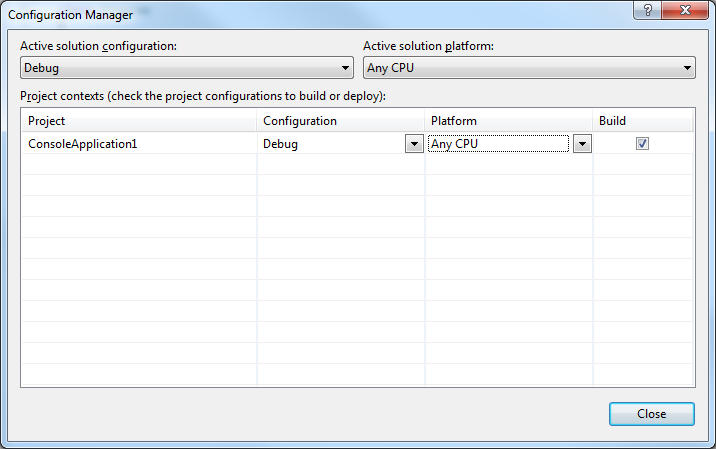 Configuration Manager
Active solution configuration: Active solution platform:
Debug Any CPU
Project contexts (check the project configurations to build or deploy):
Project Configuration Platform Build
ConsoleApplication1 Debug Any CPU
Close